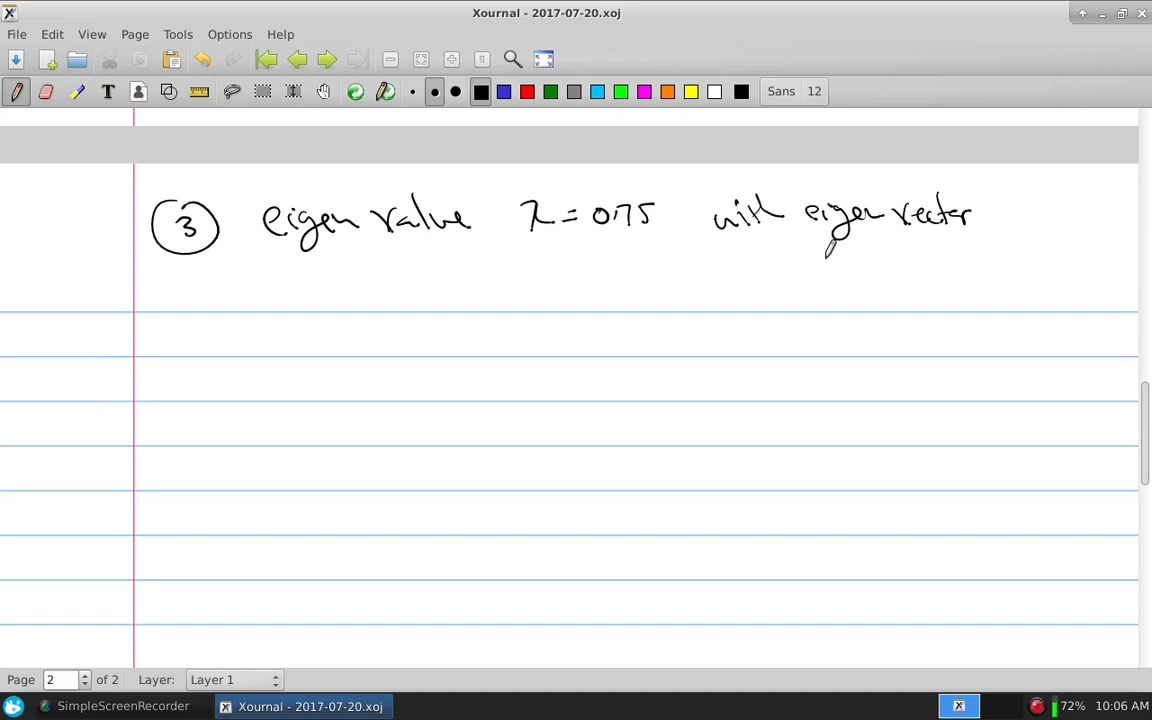 Xournal - 2017-07-20.xoj
File Edit View Page Tools Options Help
Sans 12
3 eigen value λ = 0.75 with eigen vector
Page 2 of 2 Layer: Layer 1
SimpleScreenRecorder Xournal - 2017-07-20.xoj 72% 10:06 AM